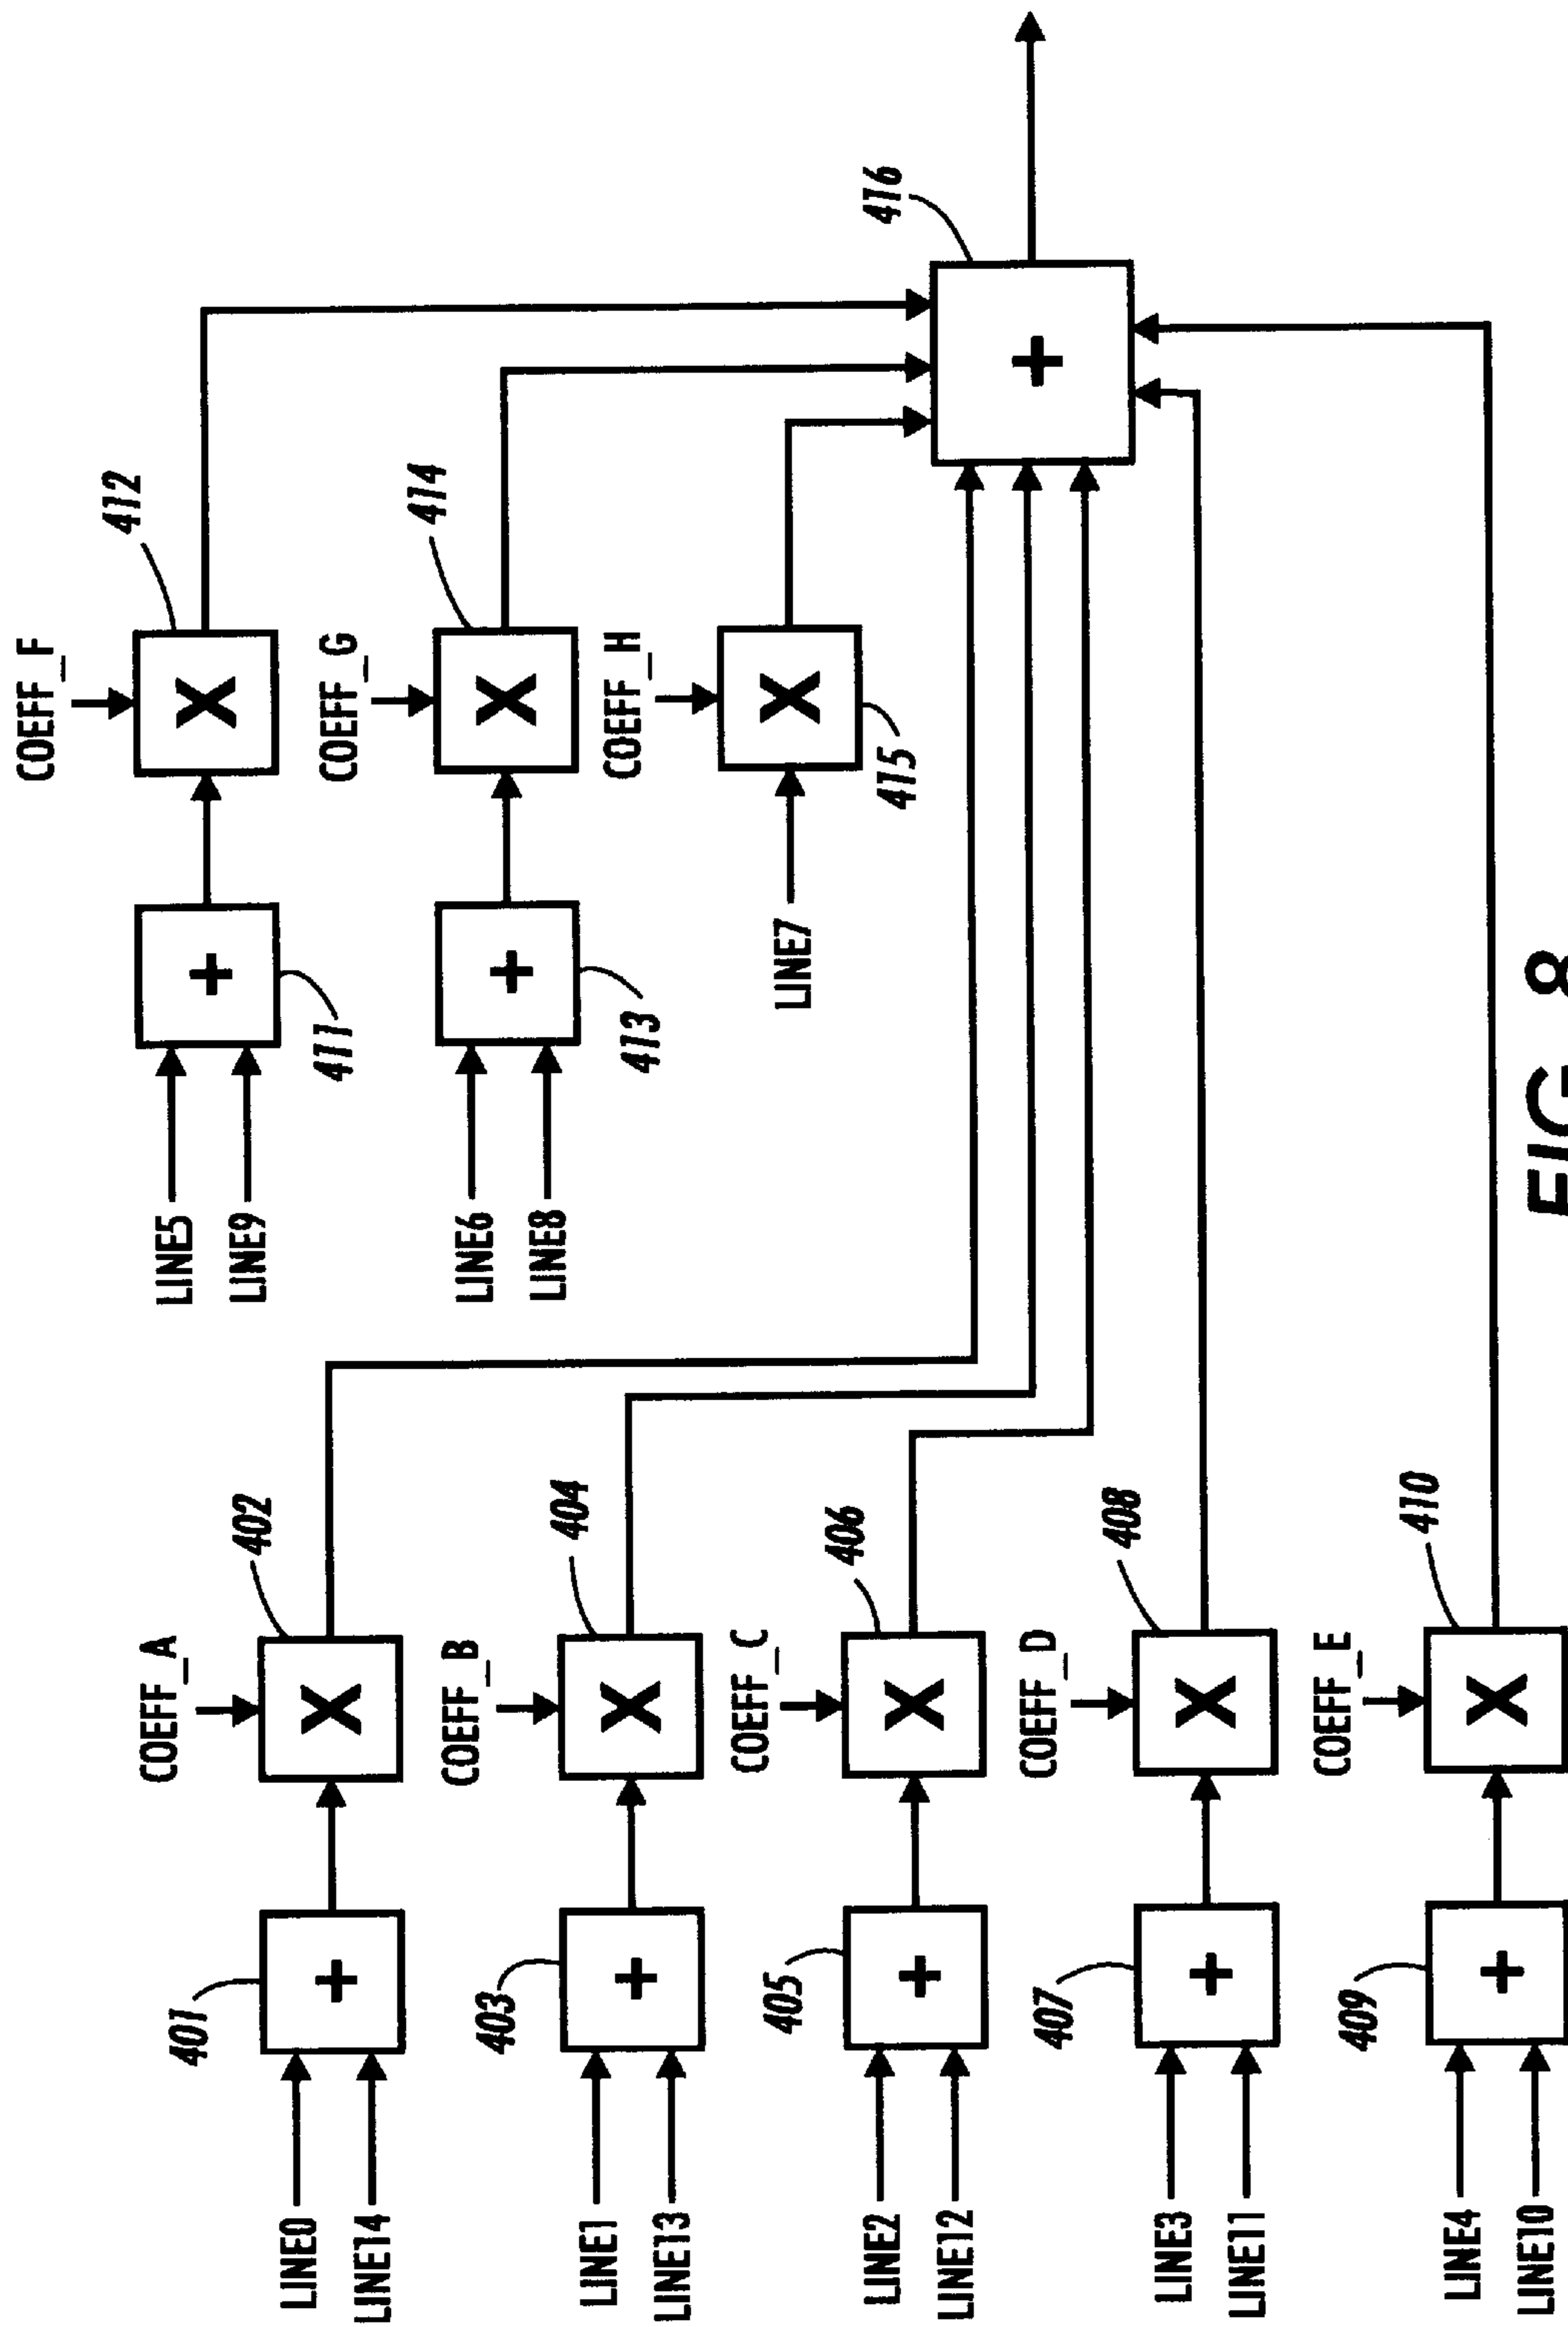 COEFF_F
412
LINE5
LINE9
411
COEFF_G
414
LINE6
LINE8
413
COEFF_H
LINE7
415
416
COEFF_A
402
401
LINE0
LINE14
COEFF_B
404
403
LINE1
LINE13
COEFF_C
406
405
LINE2
LINE12
COEFF_D
408
407
LINE3
LINE11
COEFF_E
410
409
LINE4
LINE10
+
X
+
X
X
+
+
X
+
X
+
X
+
X
+
X
FIG. 8